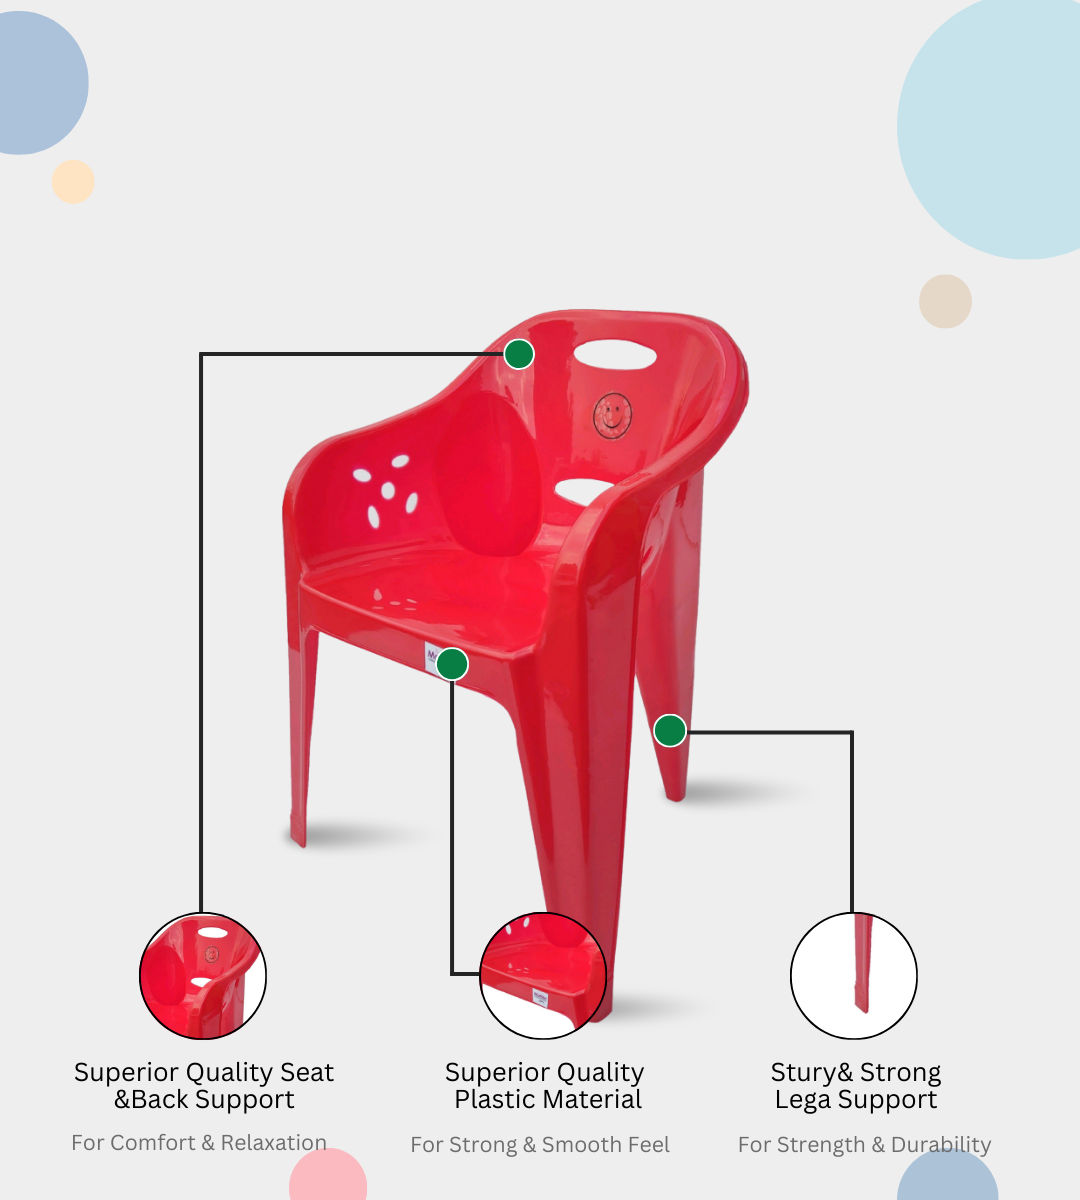 Superior Quality Seat
&Back Support
For Comfort & Relaxation
Superior Quality
Plastic Material
For Strong & Smooth Feel
Stury& Strong
Lega Support
For Strength & Durability